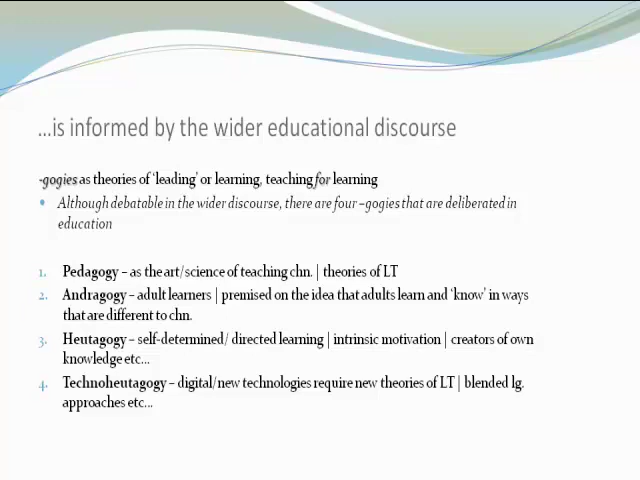 ...is informed by the wider educational discourse
-gogies as theories of 'leading' or learning, teaching for learning
• Although debatable in the wider discourse, there are four –gogies that are deliberated in
education
1. Pedagogy – as the art/science of teaching chn. | theories of LT
2. Andragogy – adult learners | premised on the idea that adults learn and 'know' in ways
that are different to chn.
3. Heutagogy – self-determined/ directed learning | intrinsic motivation | creators of own
knowledge etc...
4. Technoheutagogy – digital/new technologies require new theories of LT | blended lg.
approaches etc...